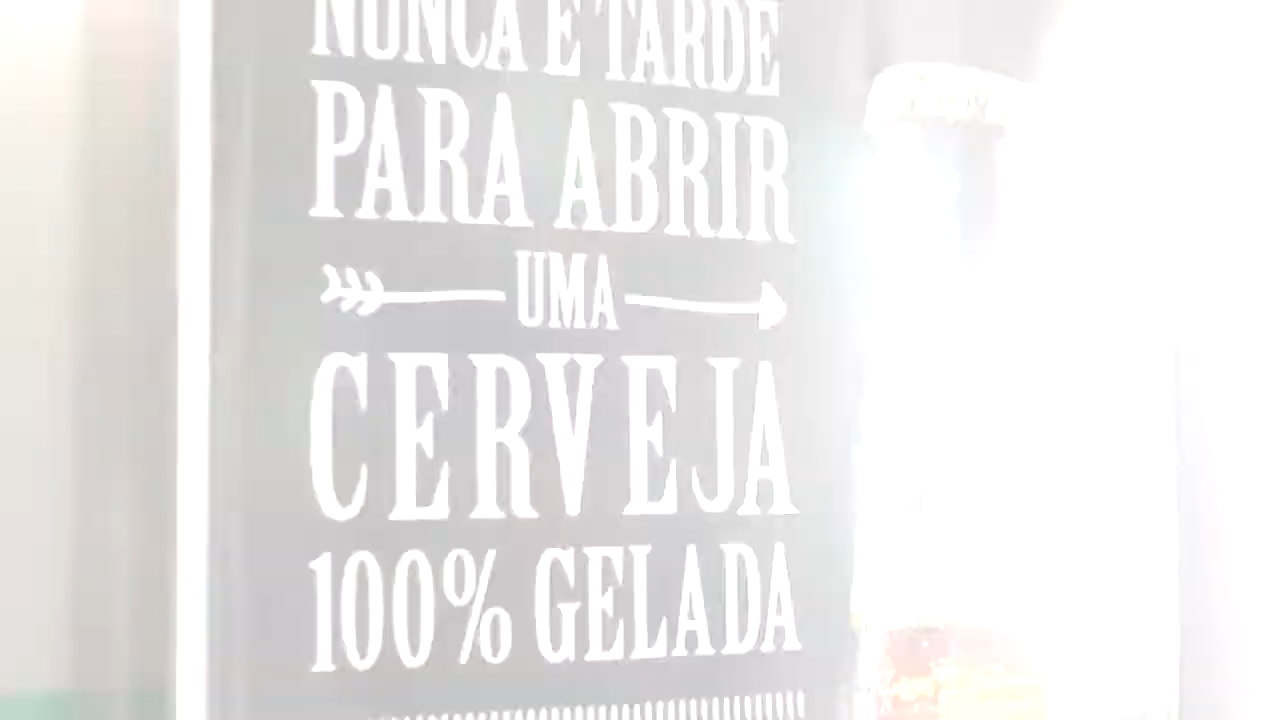 NUNCA É TARDE
PARA ABRIR
UMA
CERVEJA
100% GELADA